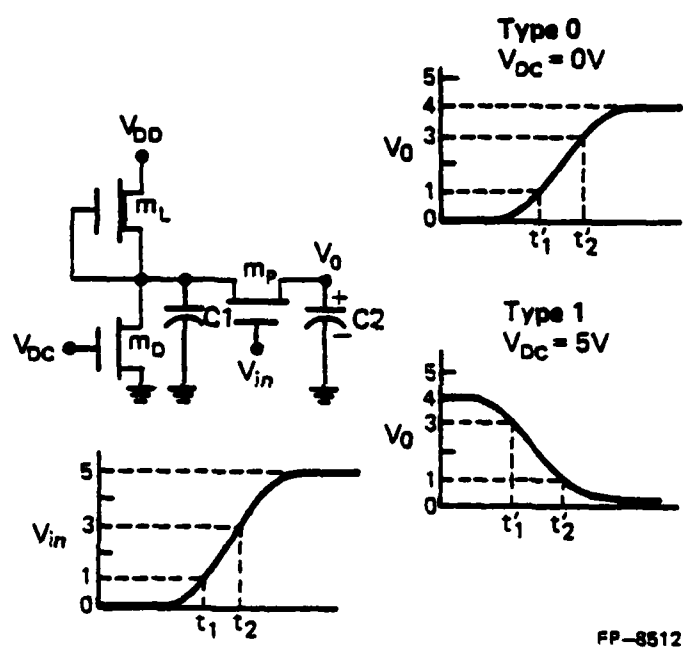 Type 0
V_DC = 0V
5
4
V_0
3
1
0
t'_1 t'_2
V_DD
m_L
V_0
m_P
+
C1
C2
−
V_DC
m_D
V_in
Type 1
V_DC = 5V
5
4
3
V_0
1
0
t'_1 t'_2
5
V_in
3
1
0
t_1 t_2
FP-8512